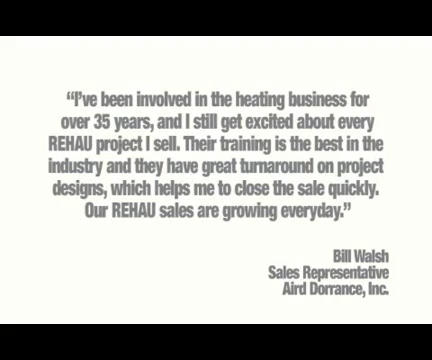 “I’ve been involved in the heating business for
over 35 years, and I still get excited about every
REHAU project I sell. Their training is the best in the
industry and they have great turnaround on project
designs, which helps me to close the sale quickly.
Our REHAU sales are growing everyday.”
Bill Walsh
Sales Representative
Aird Dorrance, Inc.